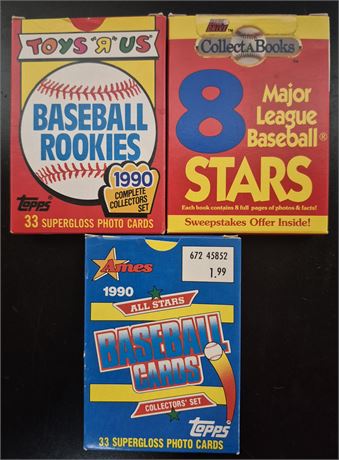 TOYS "R" US
BASEBALL
ROOKIES
1990
COMPLETE
COLLECTORS
SET
TOPPS
33 SUPERGLOSS PHOTO CARDS
CollectABooks
8
Major
League
Baseball®
STARS
Each book contains 8 full pages of photos & facts!
Sweepstakes Offer Inside!
Ames
672 45852
1.99
1990
ALL STARS
BASEBALL
CARDS
COLLECTORS' SET
TOPPS
33 SUPERGLOSS PHOTO CARDS